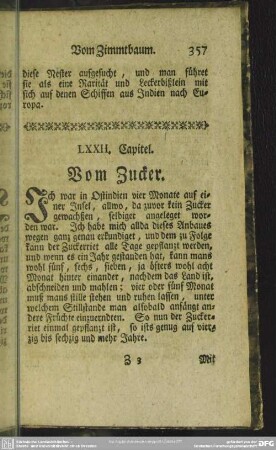 Vom Zimmtbaum. 357
diese Nester aufgesucht, und man führet
sie als eine Rarität und Leckerbißlein mit
sich auf denen Schiffen aus Indien nach Eu-
ropa.
LXXII. Capitel.
Vom Zucker.
Ich war in Ostindien vier Monate auf ei-
ner Insel, allwo, da zuvor kein Zucker
gewachsen, selbiger angeleget wor-
den war. Ich habe mich allda dieses Anbaues
wegen ganz genau erkundiget, und dem zu Folge
kann der Zuckerriet alle Tage gepflanzt werden,
und wenn es ein Jahr gestanden hat, kann mans
wohl fünf, sechs, sieben, ja öfters wohl acht
Monat hinter einander, nachdem das Land ist,
abschneiden und mahlen; vier oder fünf Monat
muß mans stille stehen und ruhen lassen, unter
welchem Stillstande man alsobald anfängt an-
dere Früchte einzuerndten. So nun der Zucker-
riet einmal gepflanzt ist, so ists genug auf vier-
zig bis sechzig und mehr Jahre.
Z 3 Mit